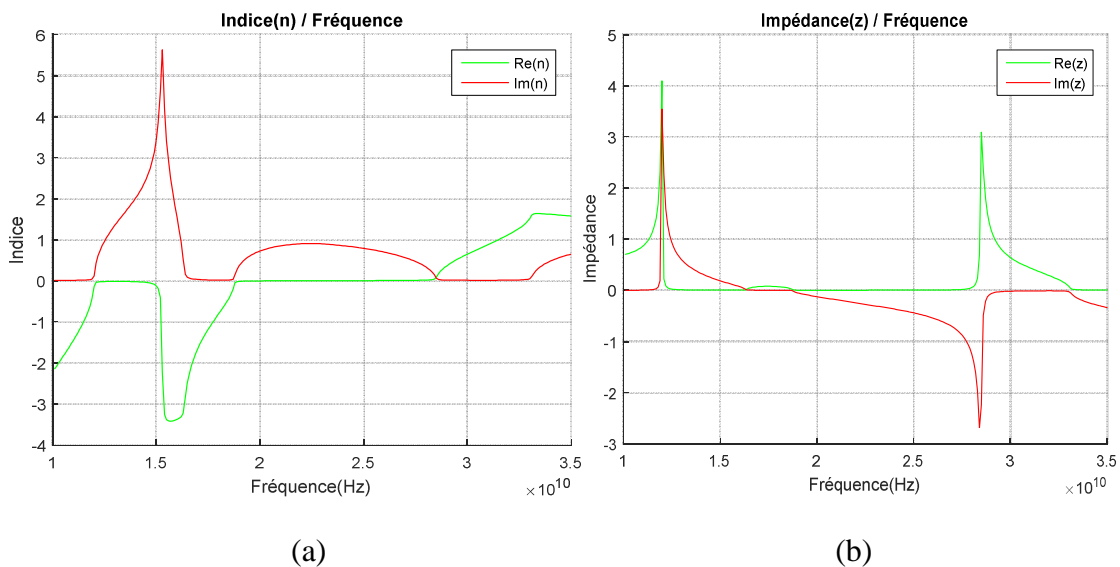 Indice(n) / Fréquence
6
5
4
3
2
1
0
-1
-2
-3
-4
Indice
Re(n)
Im(n)
1
1.5
2
2.5
3
3.5
Fréquence(Hz)
×10^10
(a)
Impédance(z) / Fréquence
5
4
3
2
1
0
-1
-2
-3
Impédance
Re(z)
Im(z)
1
1.5
2
2.5
3
3.5
Fréquence(Hz)
×10^10
(b)